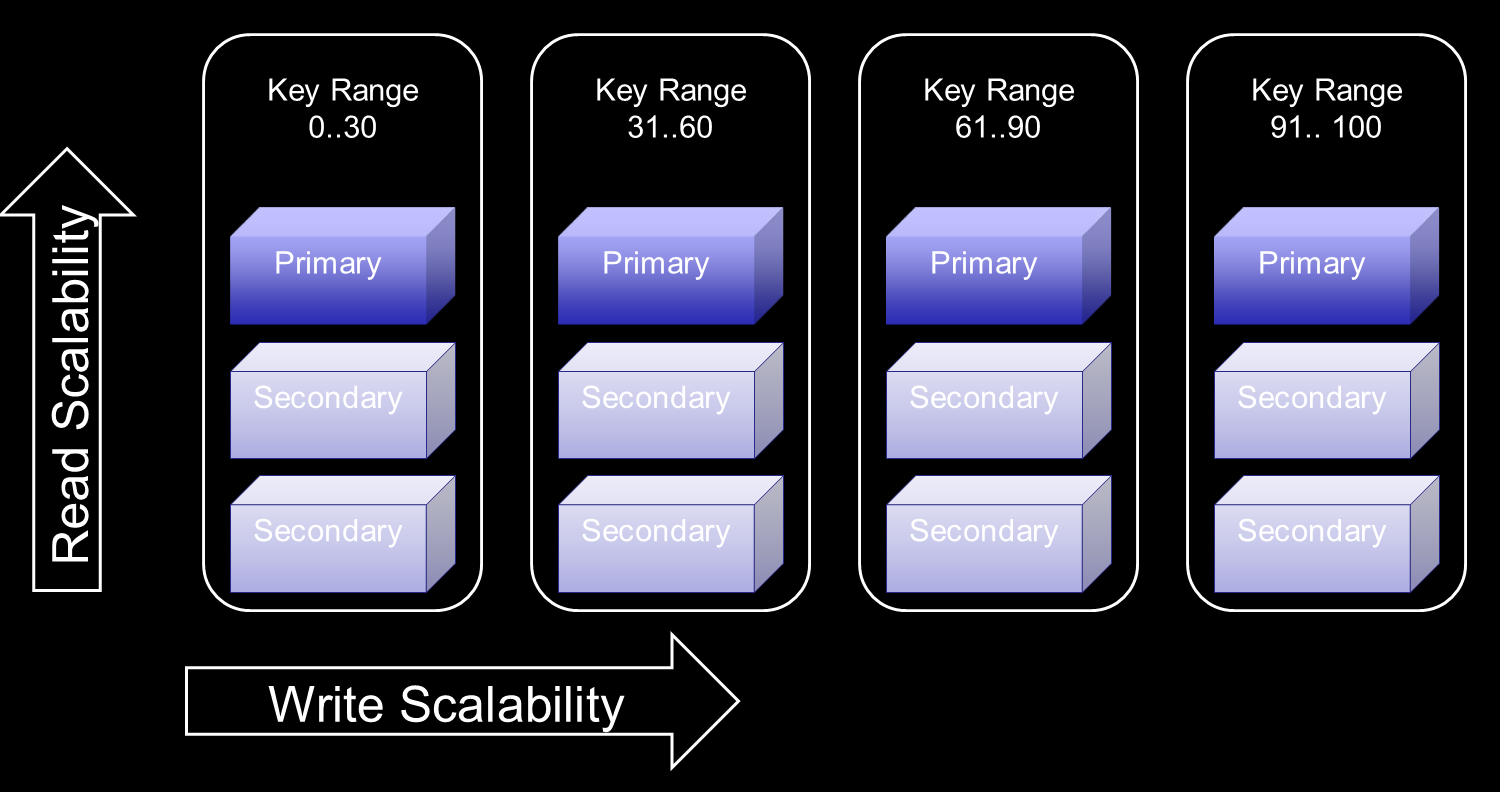 Key Range
0..30
Key Range
31..60
Key Range
61..90
Key Range
91.. 100
Read Scalability
Primary
Primary
Primary
Primary
Secondary
Secondary
Secondary
Secondary
Secondary
Secondary
Secondary
Secondary
Write Scalability